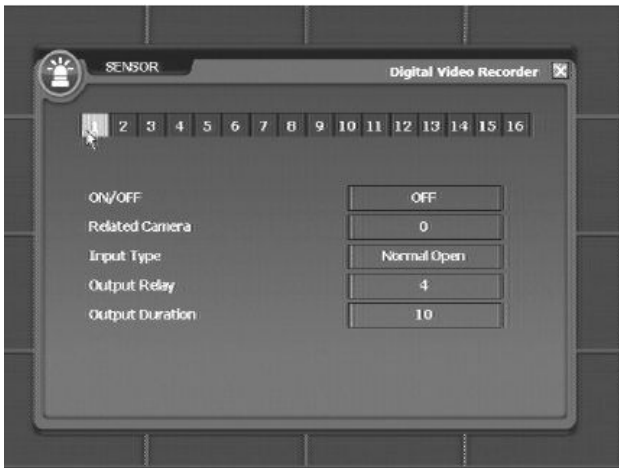 SENSOR
Digital Video Recorder X
1 2 3 4 5 6 7 8 9 10 11 12 13 14 15 16
ON/OFF OFF
Related Camera 0
Input Type Normal Open
Output Relay 4
Output Duration 10